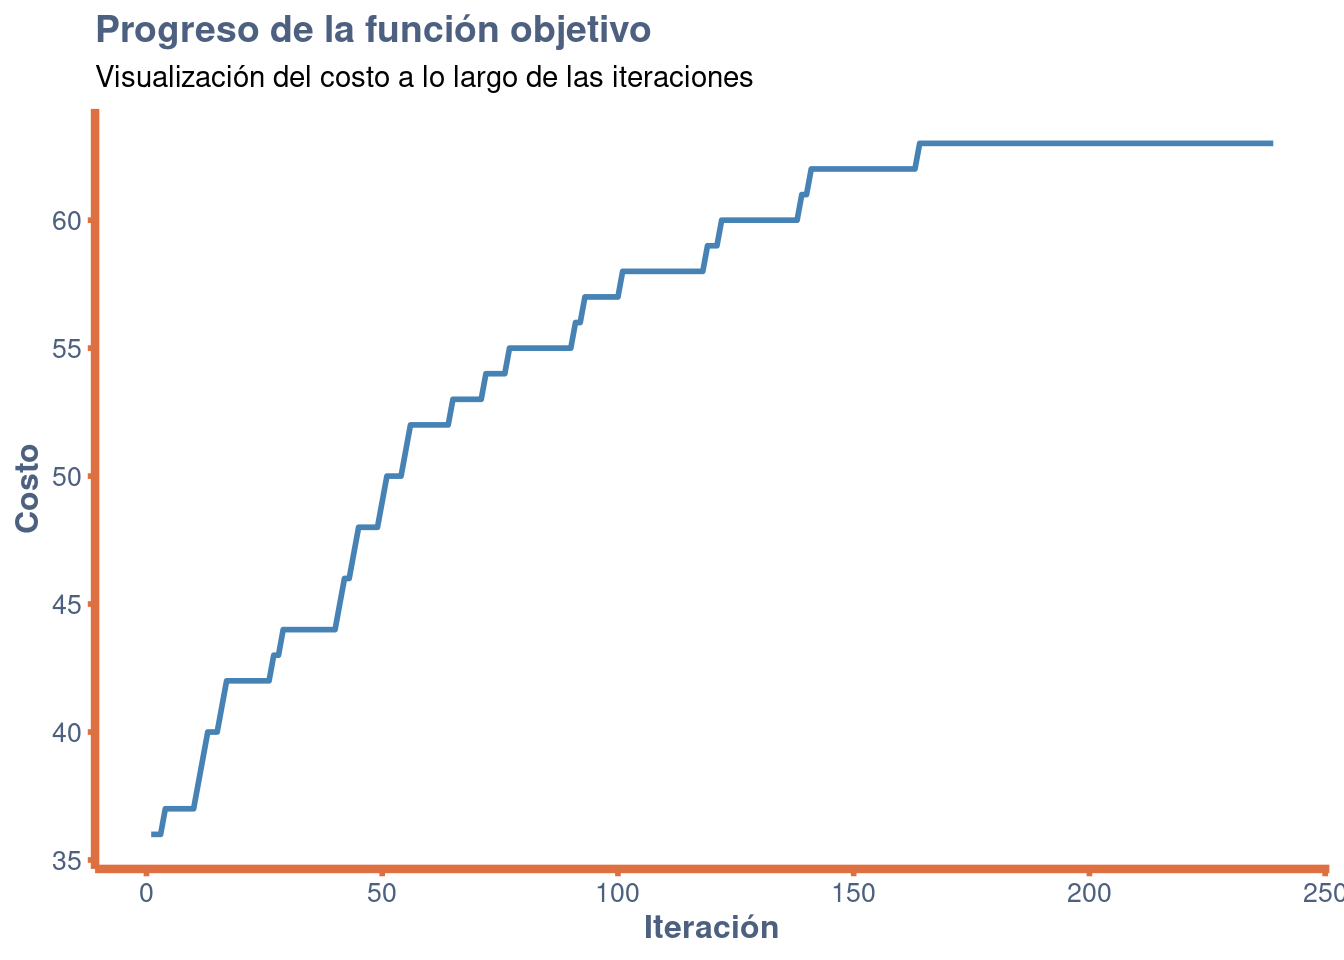 Progreso de la función objetivo
Visualización del costo a lo largo de las iteraciones
60
55
50
45
40
35
Costo
0 50 100 150 200 250
Iteración